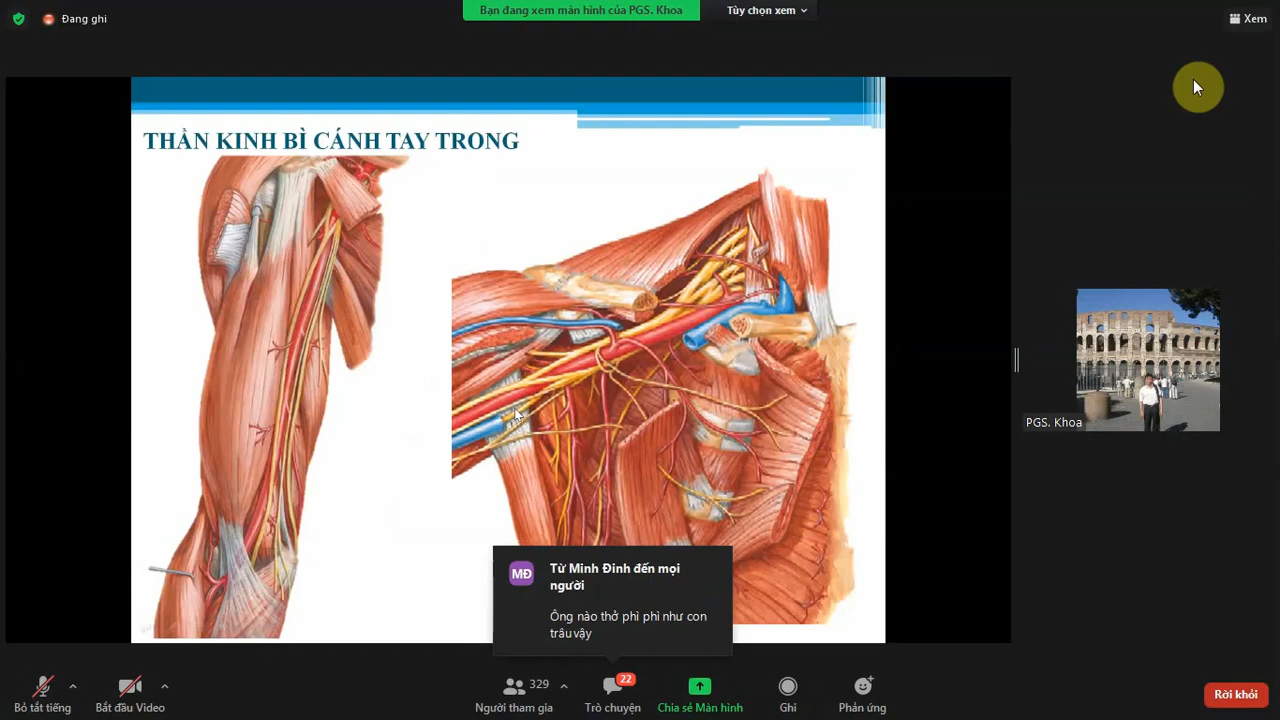 Đang ghi
Bạn đang xem màn hình của PGS. Khoa
Tùy chọn xem
Xem
THẦN KINH BÌ CÁNH TAY TRONG
PGS. Khoa
MĐ
Từ Minh Đinh đến mọi
người
Ông nào thở phì phì như con
trâu vậy
Bỏ tắt tiếng
Bắt đầu Video
329
Người tham gia
22
Trò chuyện
Chia sẻ Màn hình
Ghi
Phản ứng
Rời khỏi